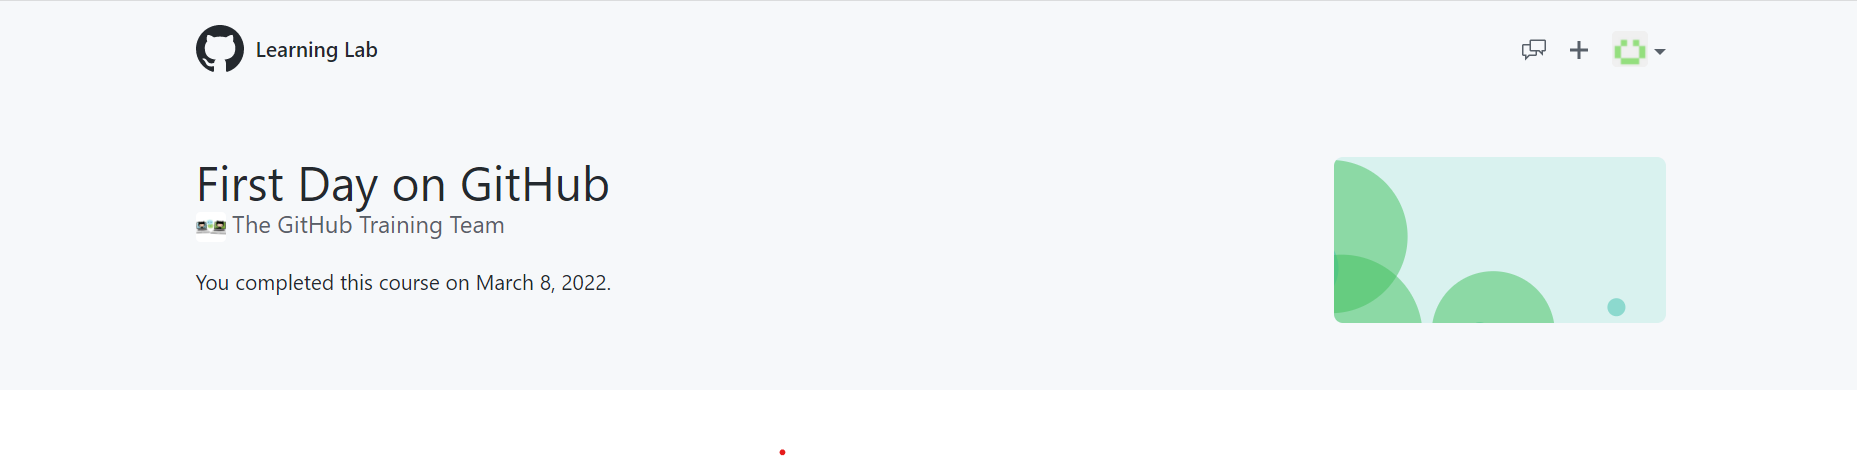 Learning Lab
First Day on GitHub
The GitHub Training Team
You completed this course on March 8, 2022.